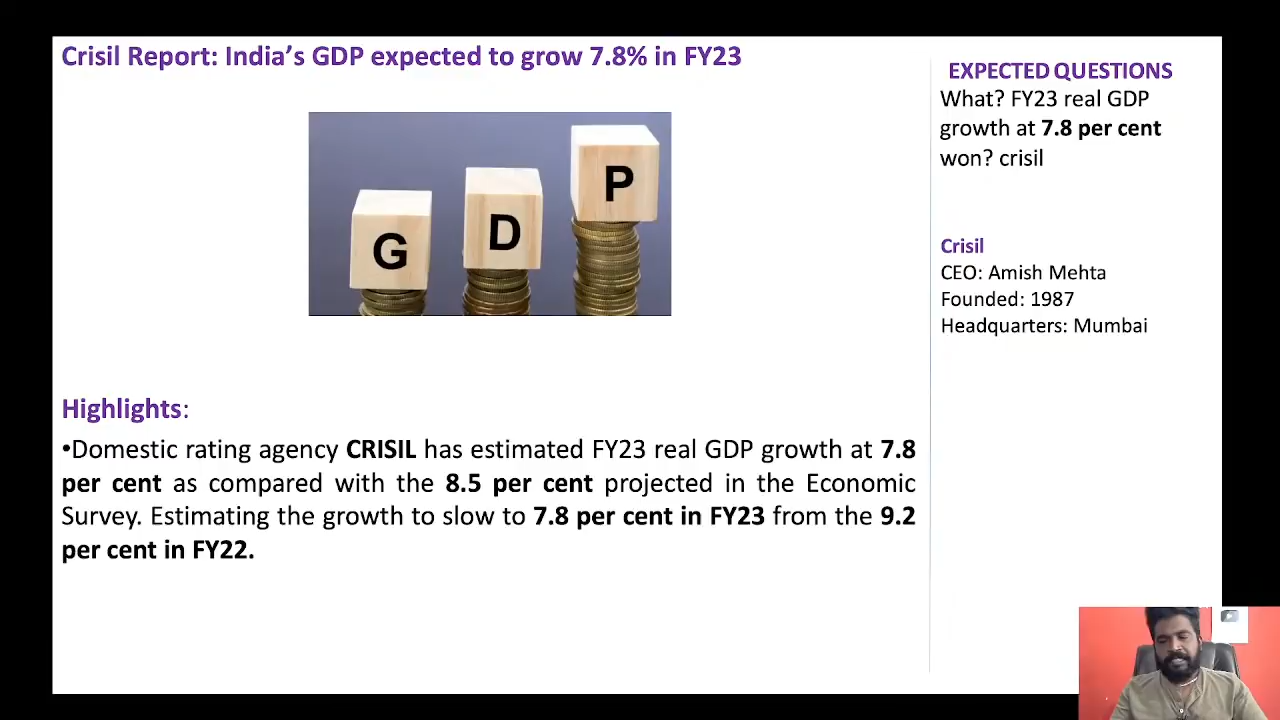 Crisil Report: India’s GDP expected to grow 7.8% in FY23
G
D
P
Highlights:
•Domestic rating agency CRISIL has estimated FY23 real GDP growth at 7.8
per cent as compared with the 8.5 per cent projected in the Economic
Survey. Estimating the growth to slow to 7.8 per cent in FY23 from the 9.2
per cent in FY22.
EXPECTED QUESTIONS
What? FY23 real GDP
growth at 7.8 per cent
won? crisil
Crisil
CEO: Amish Mehta
Founded: 1987
Headquarters: Mumbai